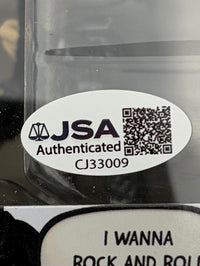 JSA
Authenticated
CJ33009
I WANNA
ROCK AND ROLL